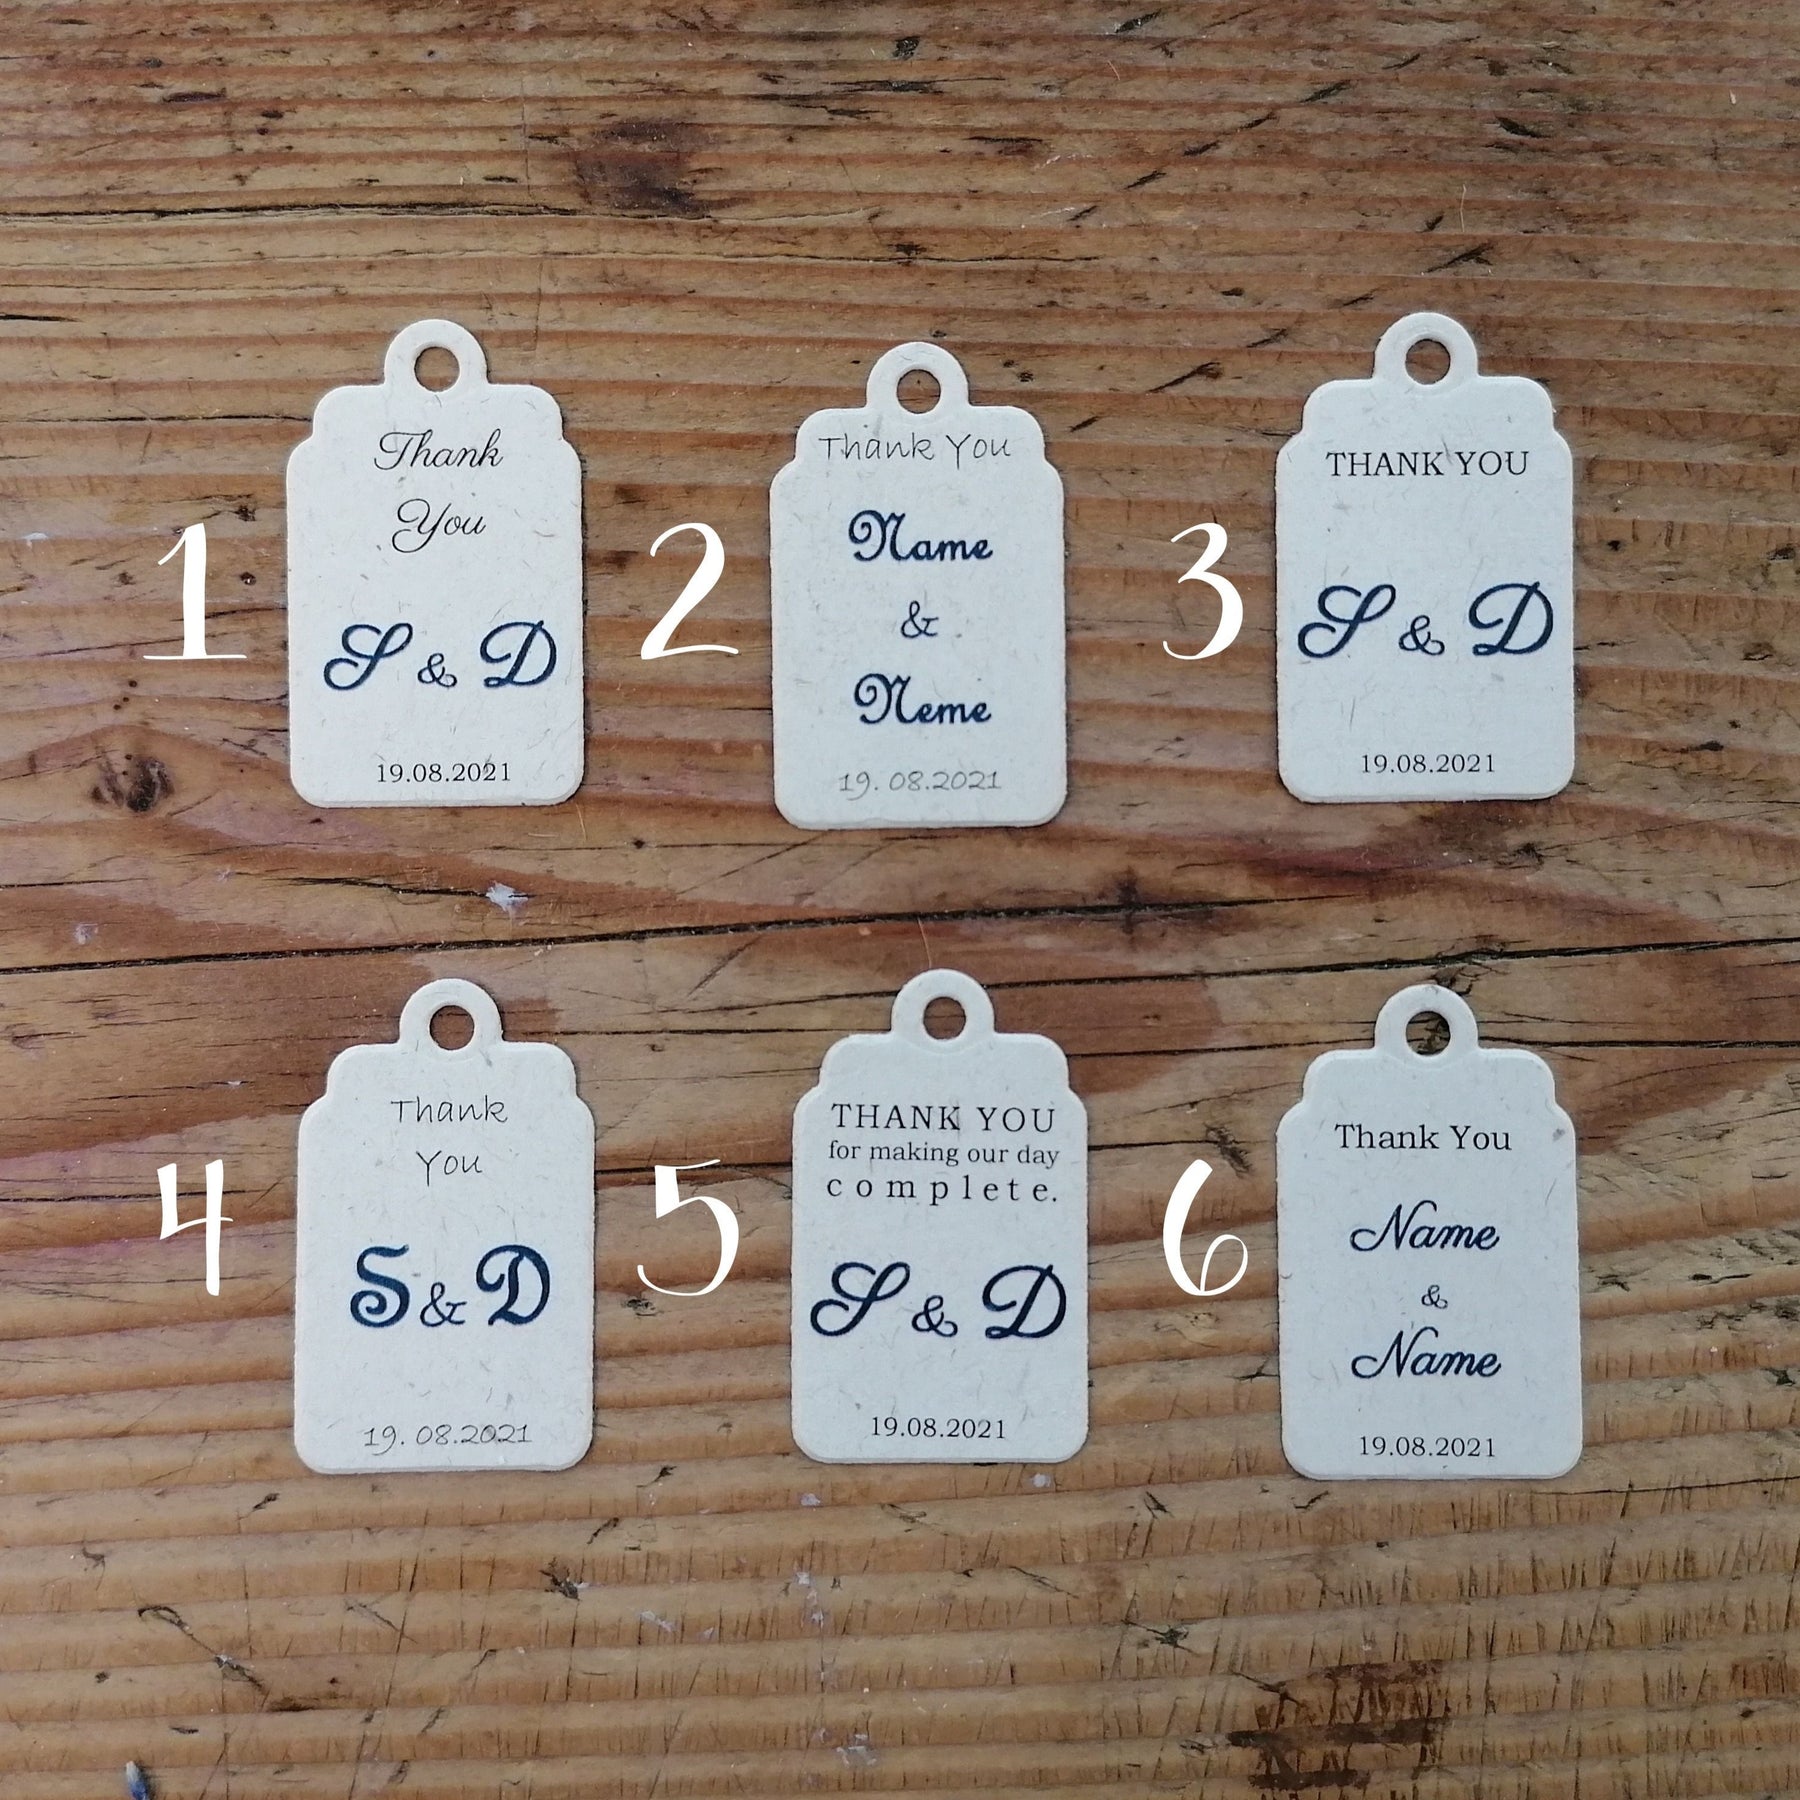 1
Thank
You
S & D
19.08.2021
2
Thank You
Name
&
Neme
19.08.2021
3
THANK YOU
S & D
19.08.2021
4
Thank
You
S & D
19.08.2021
5
THANK YOU
for making our day
complete.
S & D
19.08.2021
6
Thank You
Name
&
Name
19.08.2021